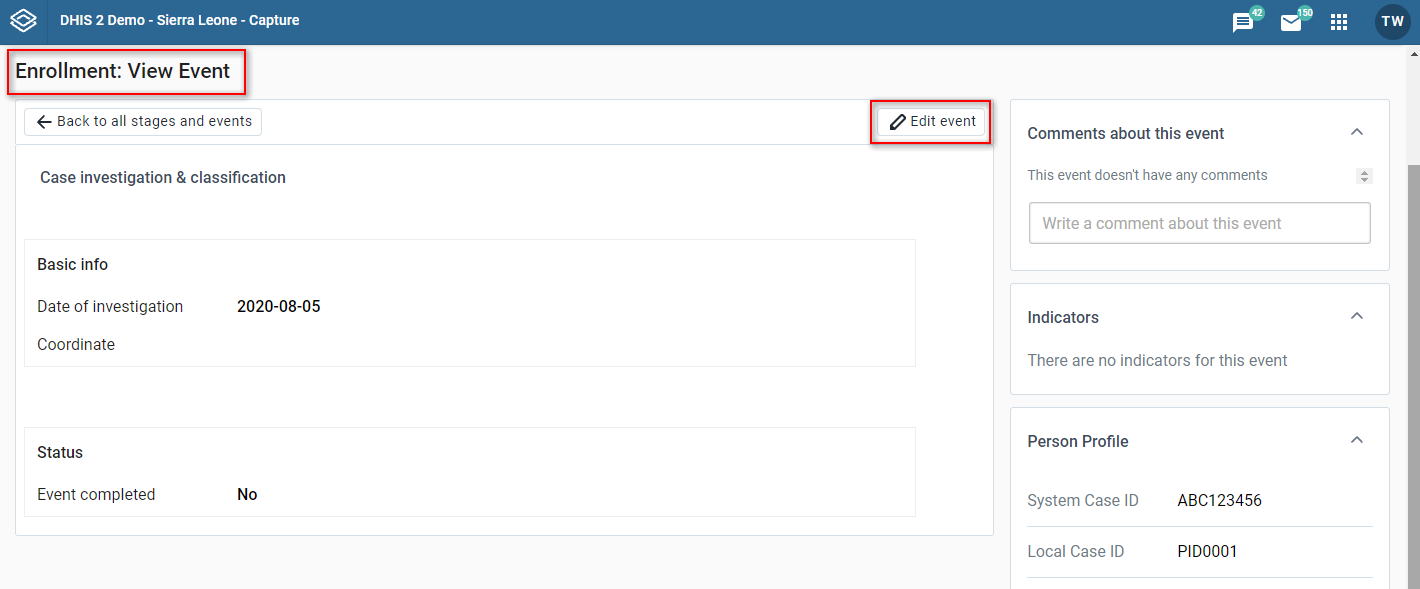 DHIS 2 Demo - Sierra Leone - Capture
42
150
TW
Enrollment: View Event
Back to all stages and events
Edit event
Case investigation & classification
Basic info
Date of investigation 2020-08-05
Coordinate
Status
Event completed No
Comments about this event
This event doesn't have any comments
Write a comment about this event
Indicators
There are no indicators for this event
Person Profile
System Case ID ABC123456
Local Case ID PID0001